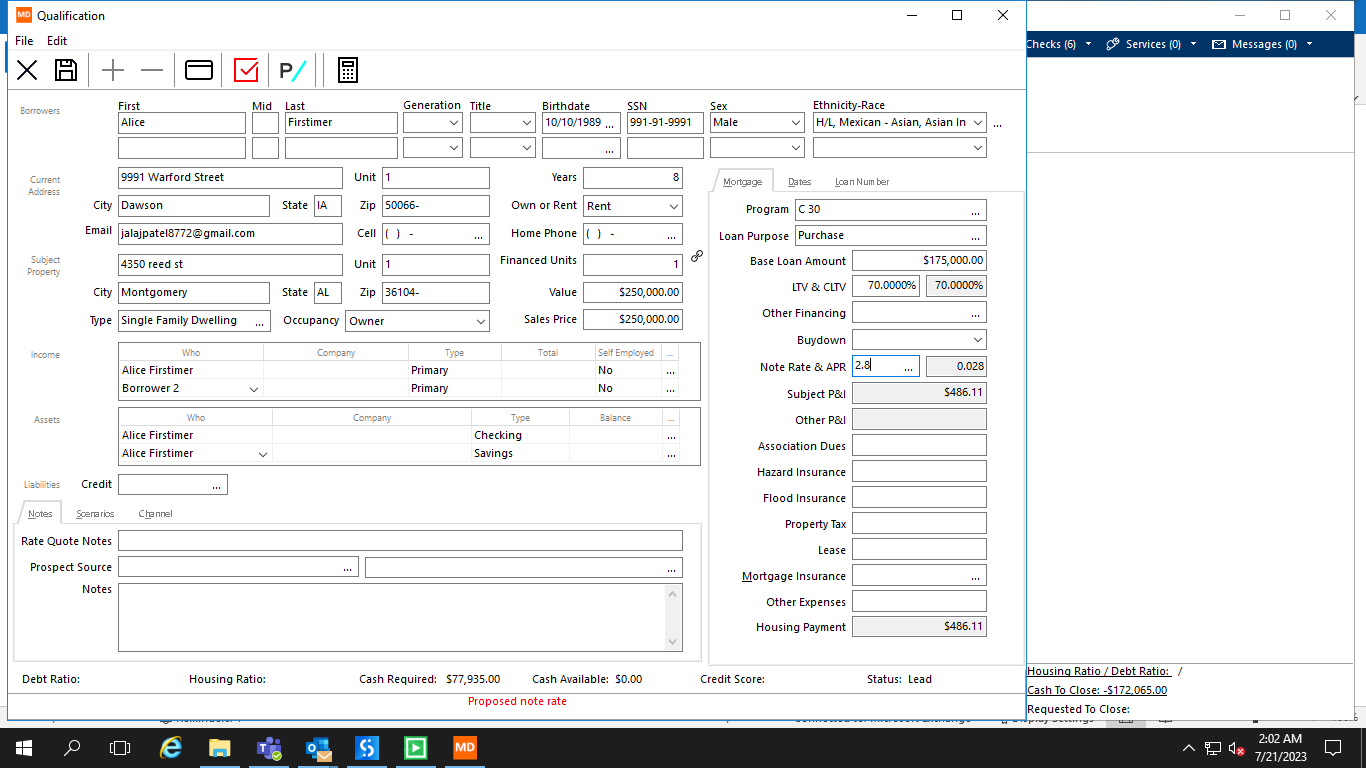 MD Qualification
File Edit
P/
Checks (6) Services (0) Messages (0)
Borrowers First Mid Last Generation Title Birthdate SSN Sex Ethnicity-Race
Alice Firstimer 10/10/1989 ... 991-91-9991 Male H/L, Mexican - Asian, Asian In ...
...
Current Address 9991 Warford Street Unit 1 Years 8
City Dawson State IA Zip 50066- Own or Rent Rent
Email jalajpatel8772@gmail.com Cell ( ) - ... Home Phone ( ) - ...
Subject Property 4350 reed st Unit 1 Financed Units 1
City Montgomery State AL Zip 36104- Value $250,000.00
Type Single Family Dwelling ... Occupancy Owner Sales Price $250,000.00
Income Who Company Type Total Self Employed ...
Alice Firstimer Primary No ...
Borrower 2 Primary No ...
Assets Who Company Type Balance ...
Alice Firstimer Checking ...
Alice Firstimer Savings ...
Liabilities Credit ...
Notes Scenarios Channel
Rate Quote Notes
Prospect Source ... ...
Notes
Mortgage Dates Loan Number
Program C 30 ...
Loan Purpose Purchase ...
Base Loan Amount $175,000.00
LTV & CLTV 70.0000% 70.0000%
Other Financing ...
Buydown
Note Rate & APR 2.8 ... 0.028
Subject P&I $486.11
Other P&I
Association Dues
Hazard Insurance
Flood Insurance
Property Tax
Lease
Mortgage Insurance ...
Other Expenses
Housing Payment $486.11
Debt Ratio: Housing Ratio: Cash Required: $77,935.00 Cash Available: $0.00 Credit Score: Status: Lead
Proposed note rate
Housing Ratio / Debt Ratio: /
Cash To Close: -$172,065.00
Requested To Close:
MD
2:02 AM
7/21/2023